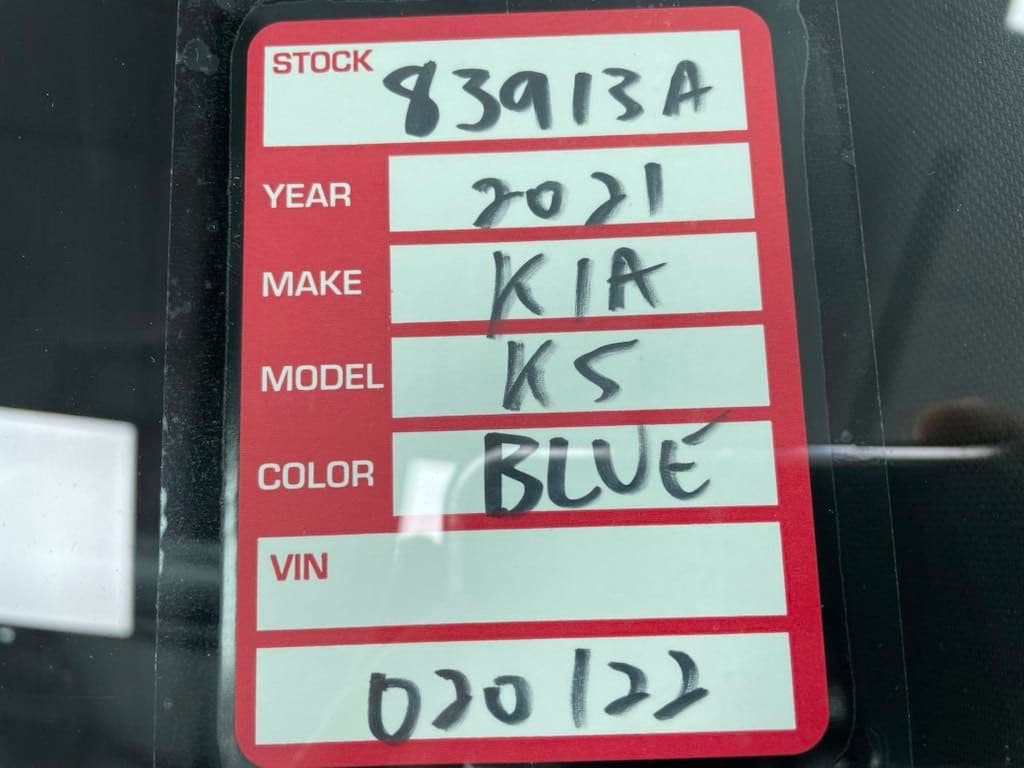 STOCK 83913A
YEAR 2021
MAKE KIA
MODEL K5
COLOR BLUE
VIN
020122